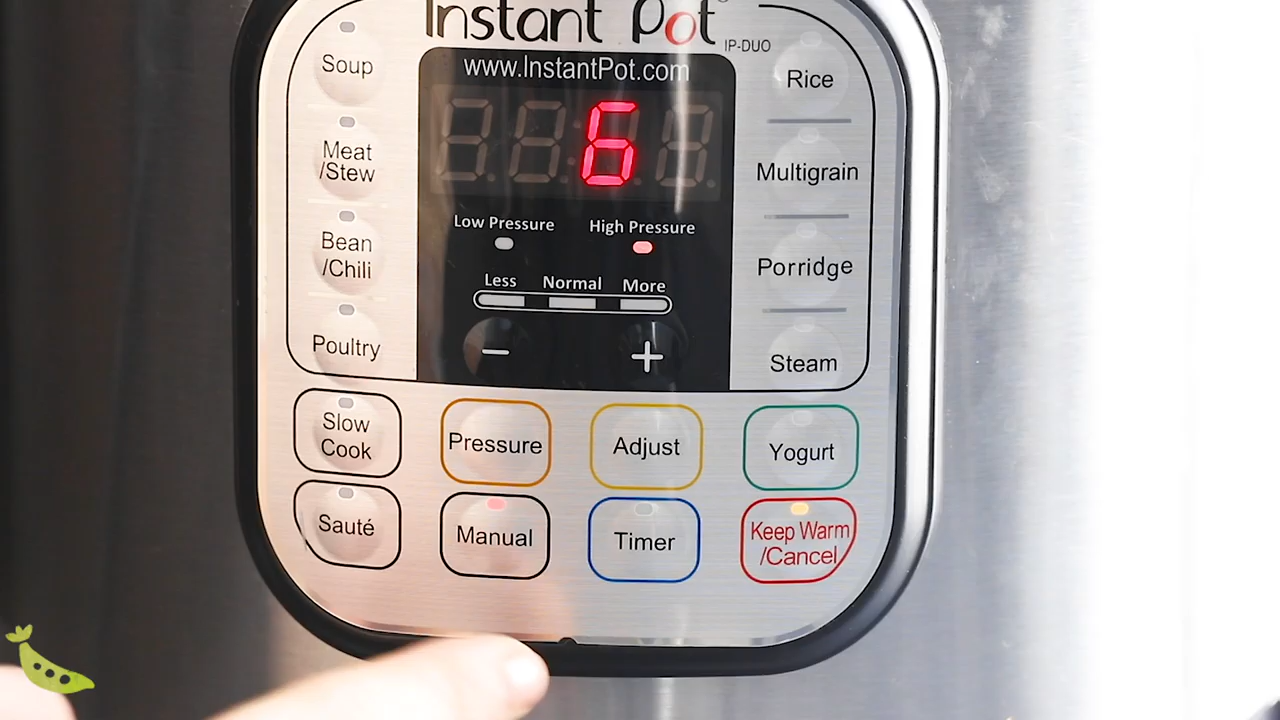 Instant Pot
IP-DUO
www.InstantPot.com
6
Low Pressure
High Pressure
Less
Normal
More
−
+
Soup
Meat
/Stew
Bean
/Chili
Poultry
Rice
Multigrain
Porridge
Steam
Slow
Cook
Pressure
Adjust
Yogurt
Sauté
Manual
Timer
Keep Warm
/Cancel